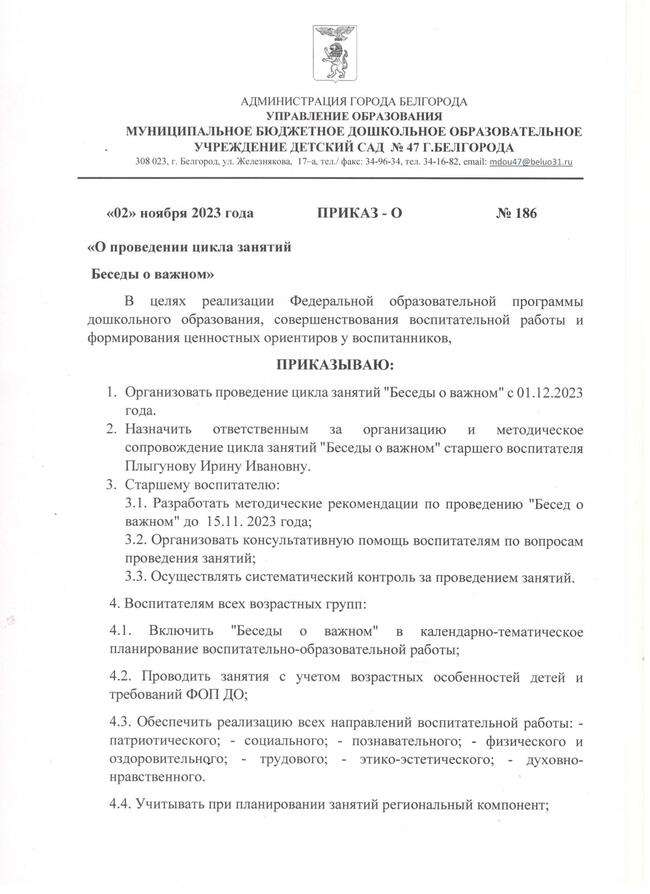 АДМИНИСТРАЦИЯ ГОРОДА БЕЛГОРОДА
УПРАВЛЕНИЕ ОБРАЗОВАНИЯ
МУНИЦИПАЛЬНОЕ БЮДЖЕТНОЕ ДОШКОЛЬНОЕ ОБРАЗОВАТЕЛЬНОЕ
УЧРЕЖДЕНИЕ ДЕТСКИЙ САД № 47 Г.БЕЛГОРОДА
308 023, г. Белгород, ул. Железнякова, 17–а, тел./ факс: 34-96-34, тел. 34-16-82, email: mdou47@beluo31.ru
«02» ноября 2023 года ПРИКАЗ - О № 186
«О проведении цикла занятий
Беседы о важном»
В целях реализации Федеральной образовательной программы
дошкольного образования, совершенствования воспитательной работы и
формирования ценностных ориентиров у воспитанников,
ПРИКАЗЫВАЮ:
1. Организовать проведение цикла занятий "Беседы о важном" с 01.12.2023
года.
2. Назначить ответственным за организацию и методическое
сопровождение цикла занятий "Беседы о важном" старшего воспитателя
Плыгунову Ирину Ивановну.
3. Старшему воспитателю:
3.1. Разработать методические рекомендации по проведению "Бесед о
важном" до 15.11. 2023 года;
3.2. Организовать консультативную помощь воспитателям по вопросам
проведения занятий;
3.3. Осуществлять систематический контроль за проведением занятий.
4. Воспитателям всех возрастных групп:
4.1. Включить "Беседы о важном" в календарно-тематическое
планирование воспитательно-образовательной работы;
4.2. Проводить занятия с учетом возрастных особенностей детей и
требований ФОП ДО;
4.3. Обеспечить реализацию всех направлений воспитательной работы: -
патриотического; - социального; - познавательного; - физического и
оздоровительного; - трудового; - этико-эстетического; - духовно-
нравственного.
4.4. Учитывать при планировании занятий региональный компонент;